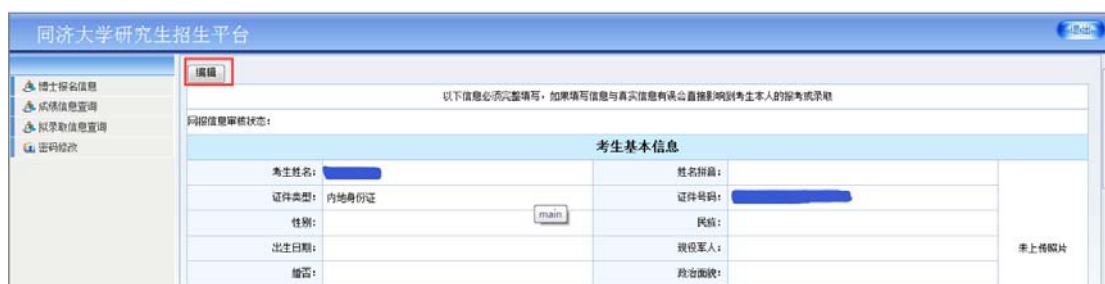 同济大学研究生招生平台
退出
博士报名信息
成绩信息查询
拟录取信息查询
密码修改
编辑
以下信息必须完整填写，如果填写信息与真实信息有误会直接影响到考生本人的报考或录取
网报信息审核状态：
考生基本信息
考生姓名： 姓名拼音：
证件类型： 内地身份证 证件号码：
main
性别： 民族：
出生日期： 现役军人： 未上传照片
婚否： 政治面貌：